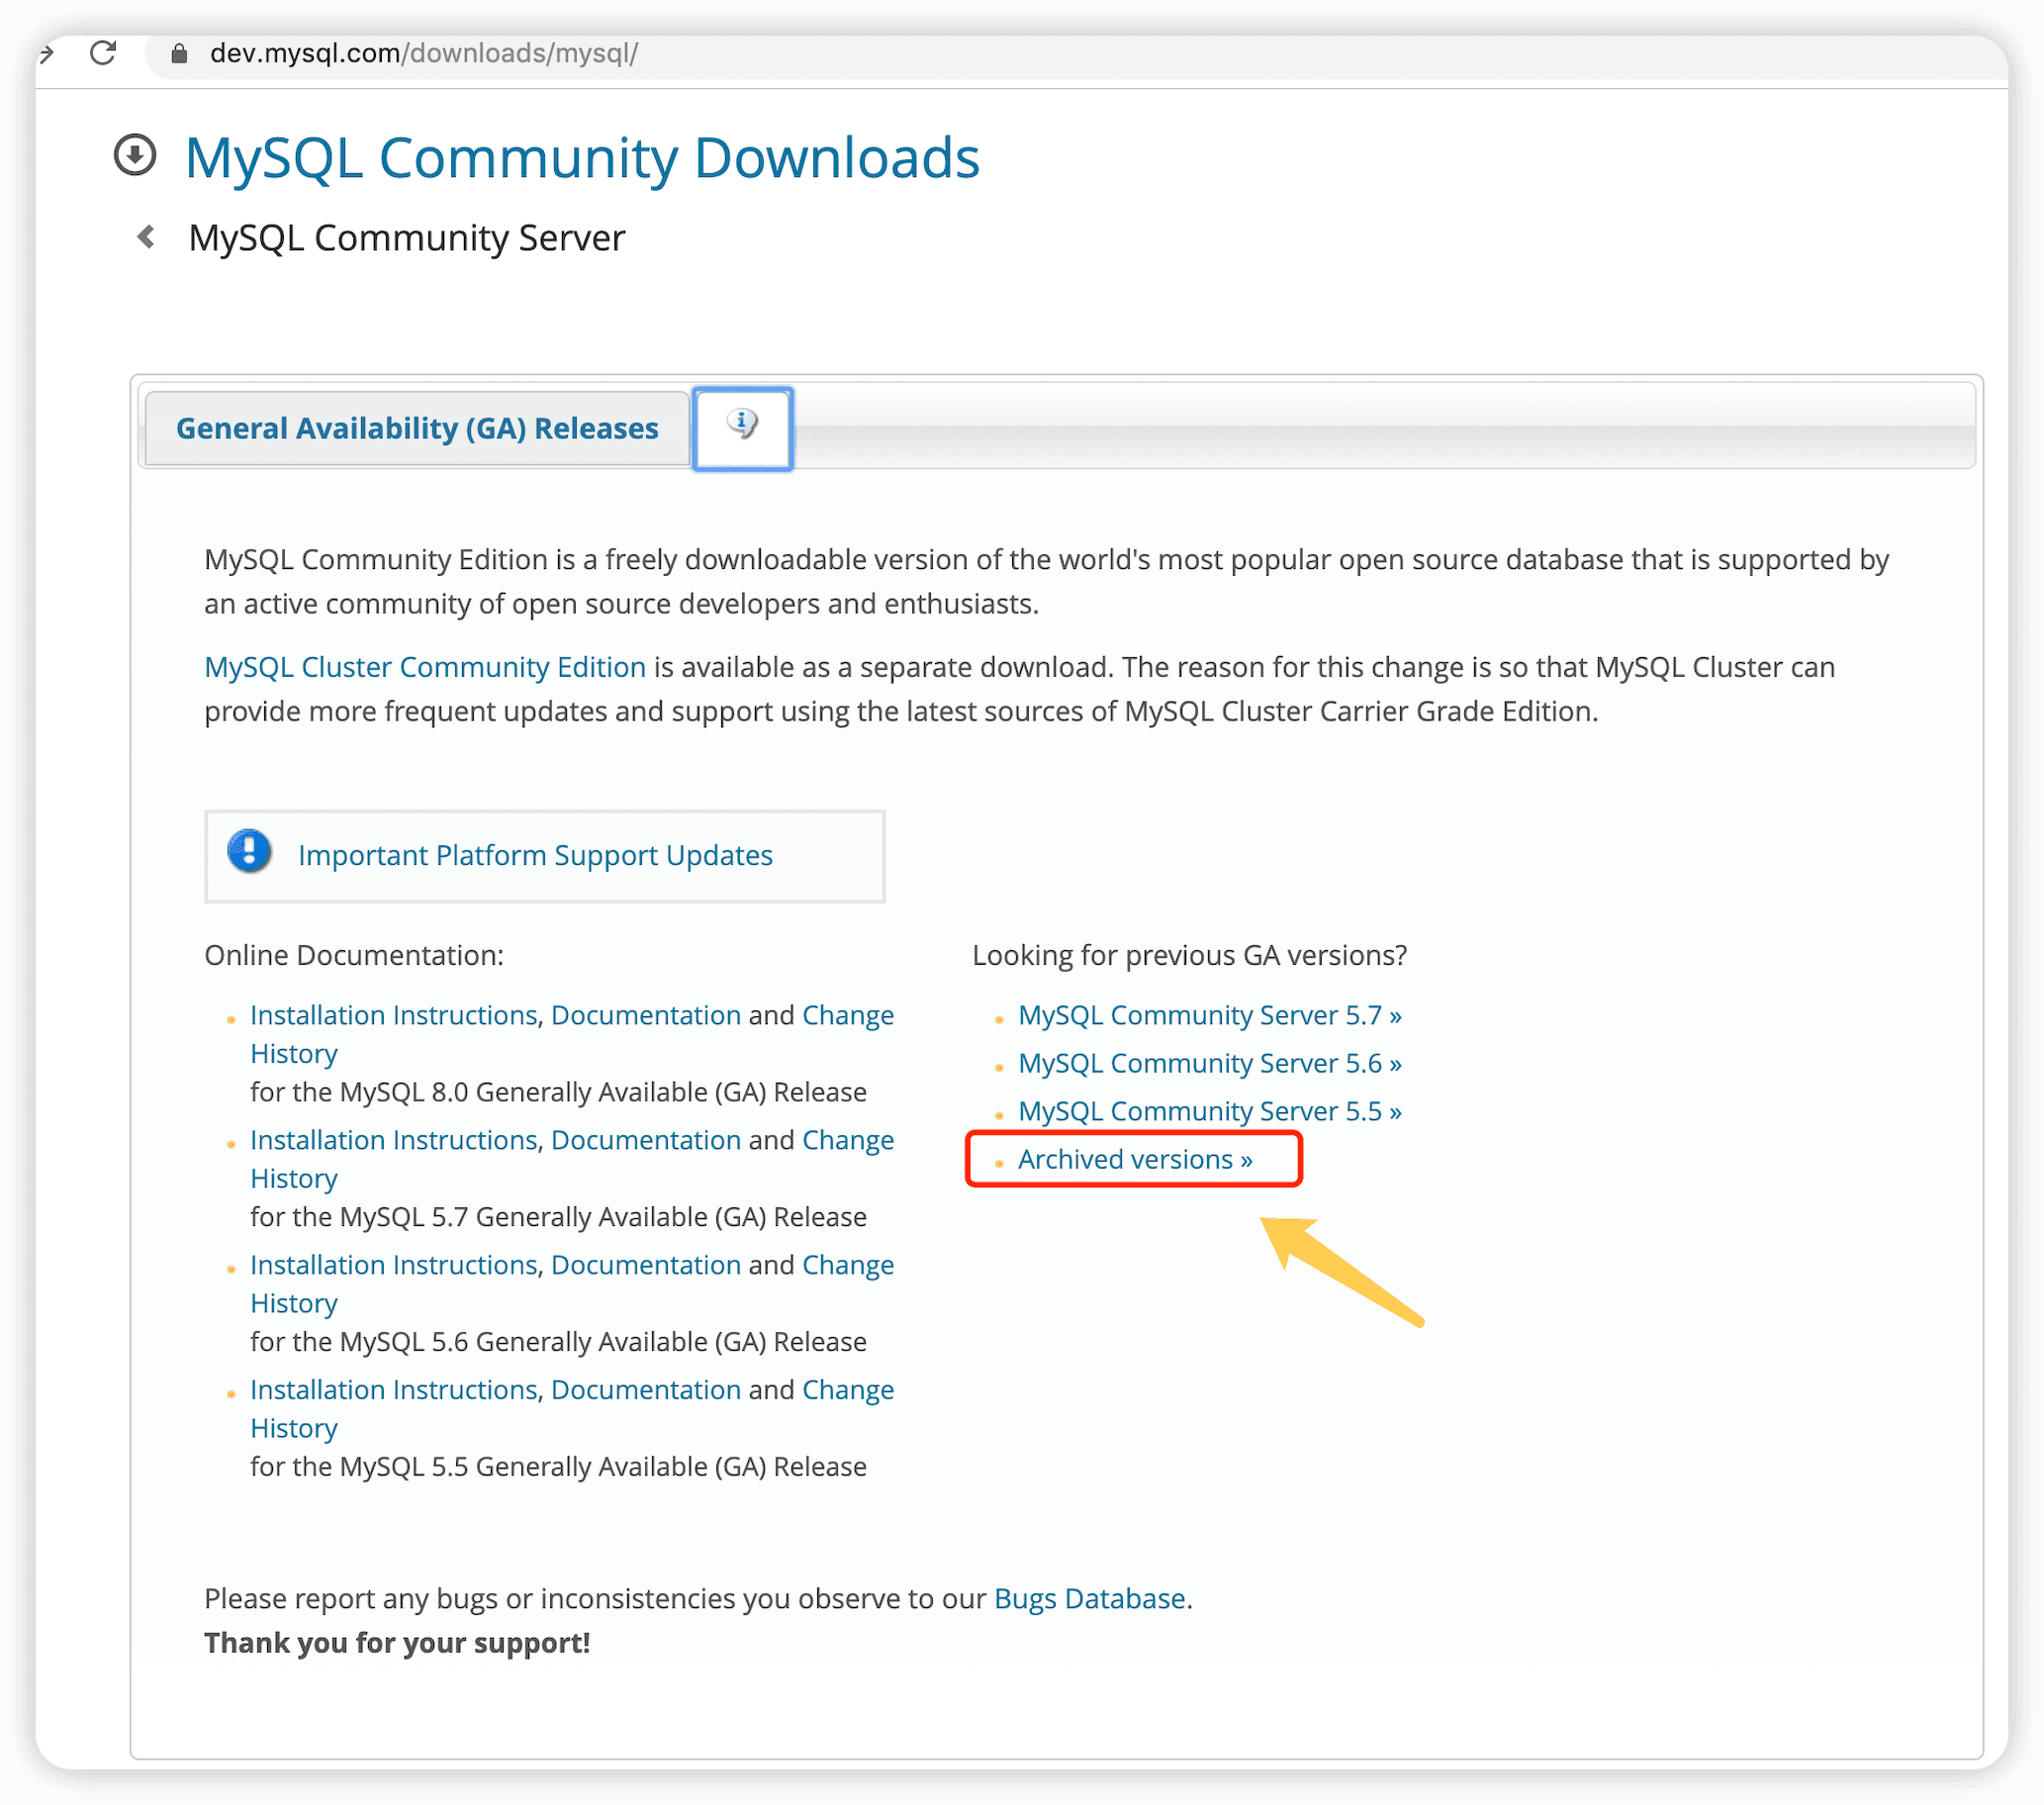 dev.mysql.com/downloads/mysql/
MySQL Community Downloads
MySQL Community Server
General Availability (GA) Releases
MySQL Community Edition is a freely downloadable version of the world's most popular open source database that is supported by
an active community of open source developers and enthusiasts.
MySQL Cluster Community Edition is available as a separate download. The reason for this change is so that MySQL Cluster can
provide more frequent updates and support using the latest sources of MySQL Cluster Carrier Grade Edition.
Important Platform Support Updates
Online Documentation:
Installation Instructions, Documentation and Change
History
for the MySQL 8.0 Generally Available (GA) Release
Installation Instructions, Documentation and Change
History
for the MySQL 5.7 Generally Available (GA) Release
Installation Instructions, Documentation and Change
History
for the MySQL 5.6 Generally Available (GA) Release
Installation Instructions, Documentation and Change
History
for the MySQL 5.5 Generally Available (GA) Release
Looking for previous GA versions?
MySQL Community Server 5.7 »
MySQL Community Server 5.6 »
MySQL Community Server 5.5 »
Archived versions »
Please report any bugs or inconsistencies you observe to our Bugs Database.
Thank you for your support!